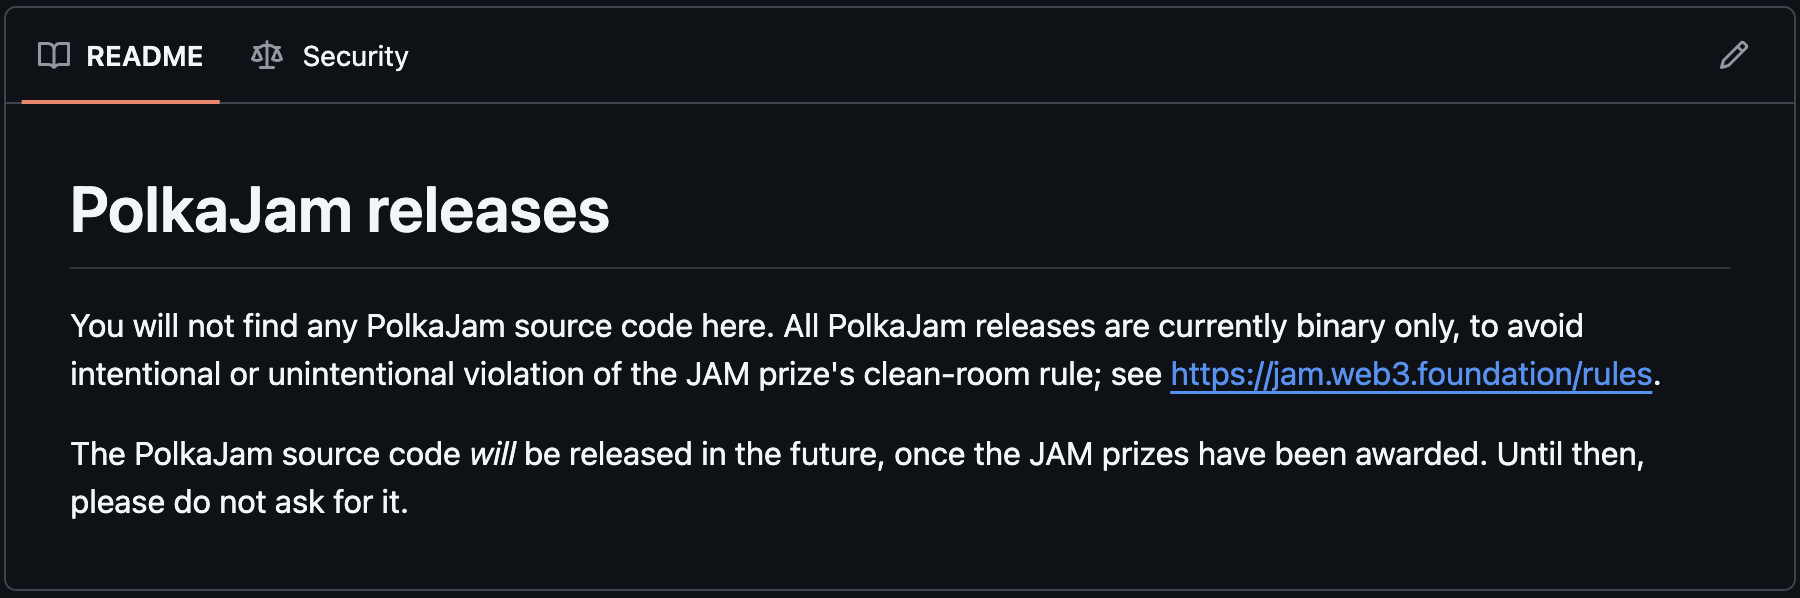 README
Security
PolkaJam releases
You will not find any PolkaJam source code here. All PolkaJam releases are currently binary only, to avoid
intentional or unintentional violation of the JAM prize's clean-room rule; see https://jam.web3.foundation/rules.
The PolkaJam source code will be released in the future, once the JAM prizes have been awarded. Until then,
please do not ask for it.